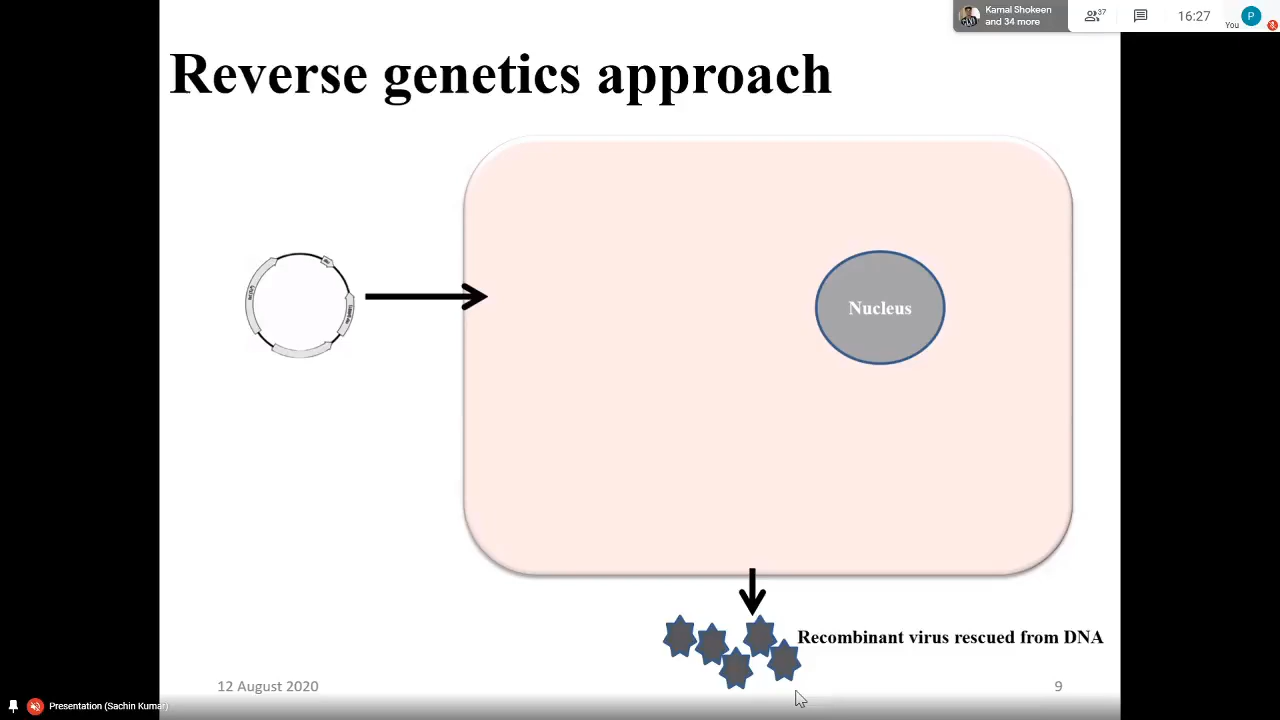 Kamal Shokeen
and 34 more
37
16:27
P
You
Reverse genetics approach
Nucleus
Recombinant virus rescued from DNA
12 August 2020
9
Presentation (Sachin Kumar)